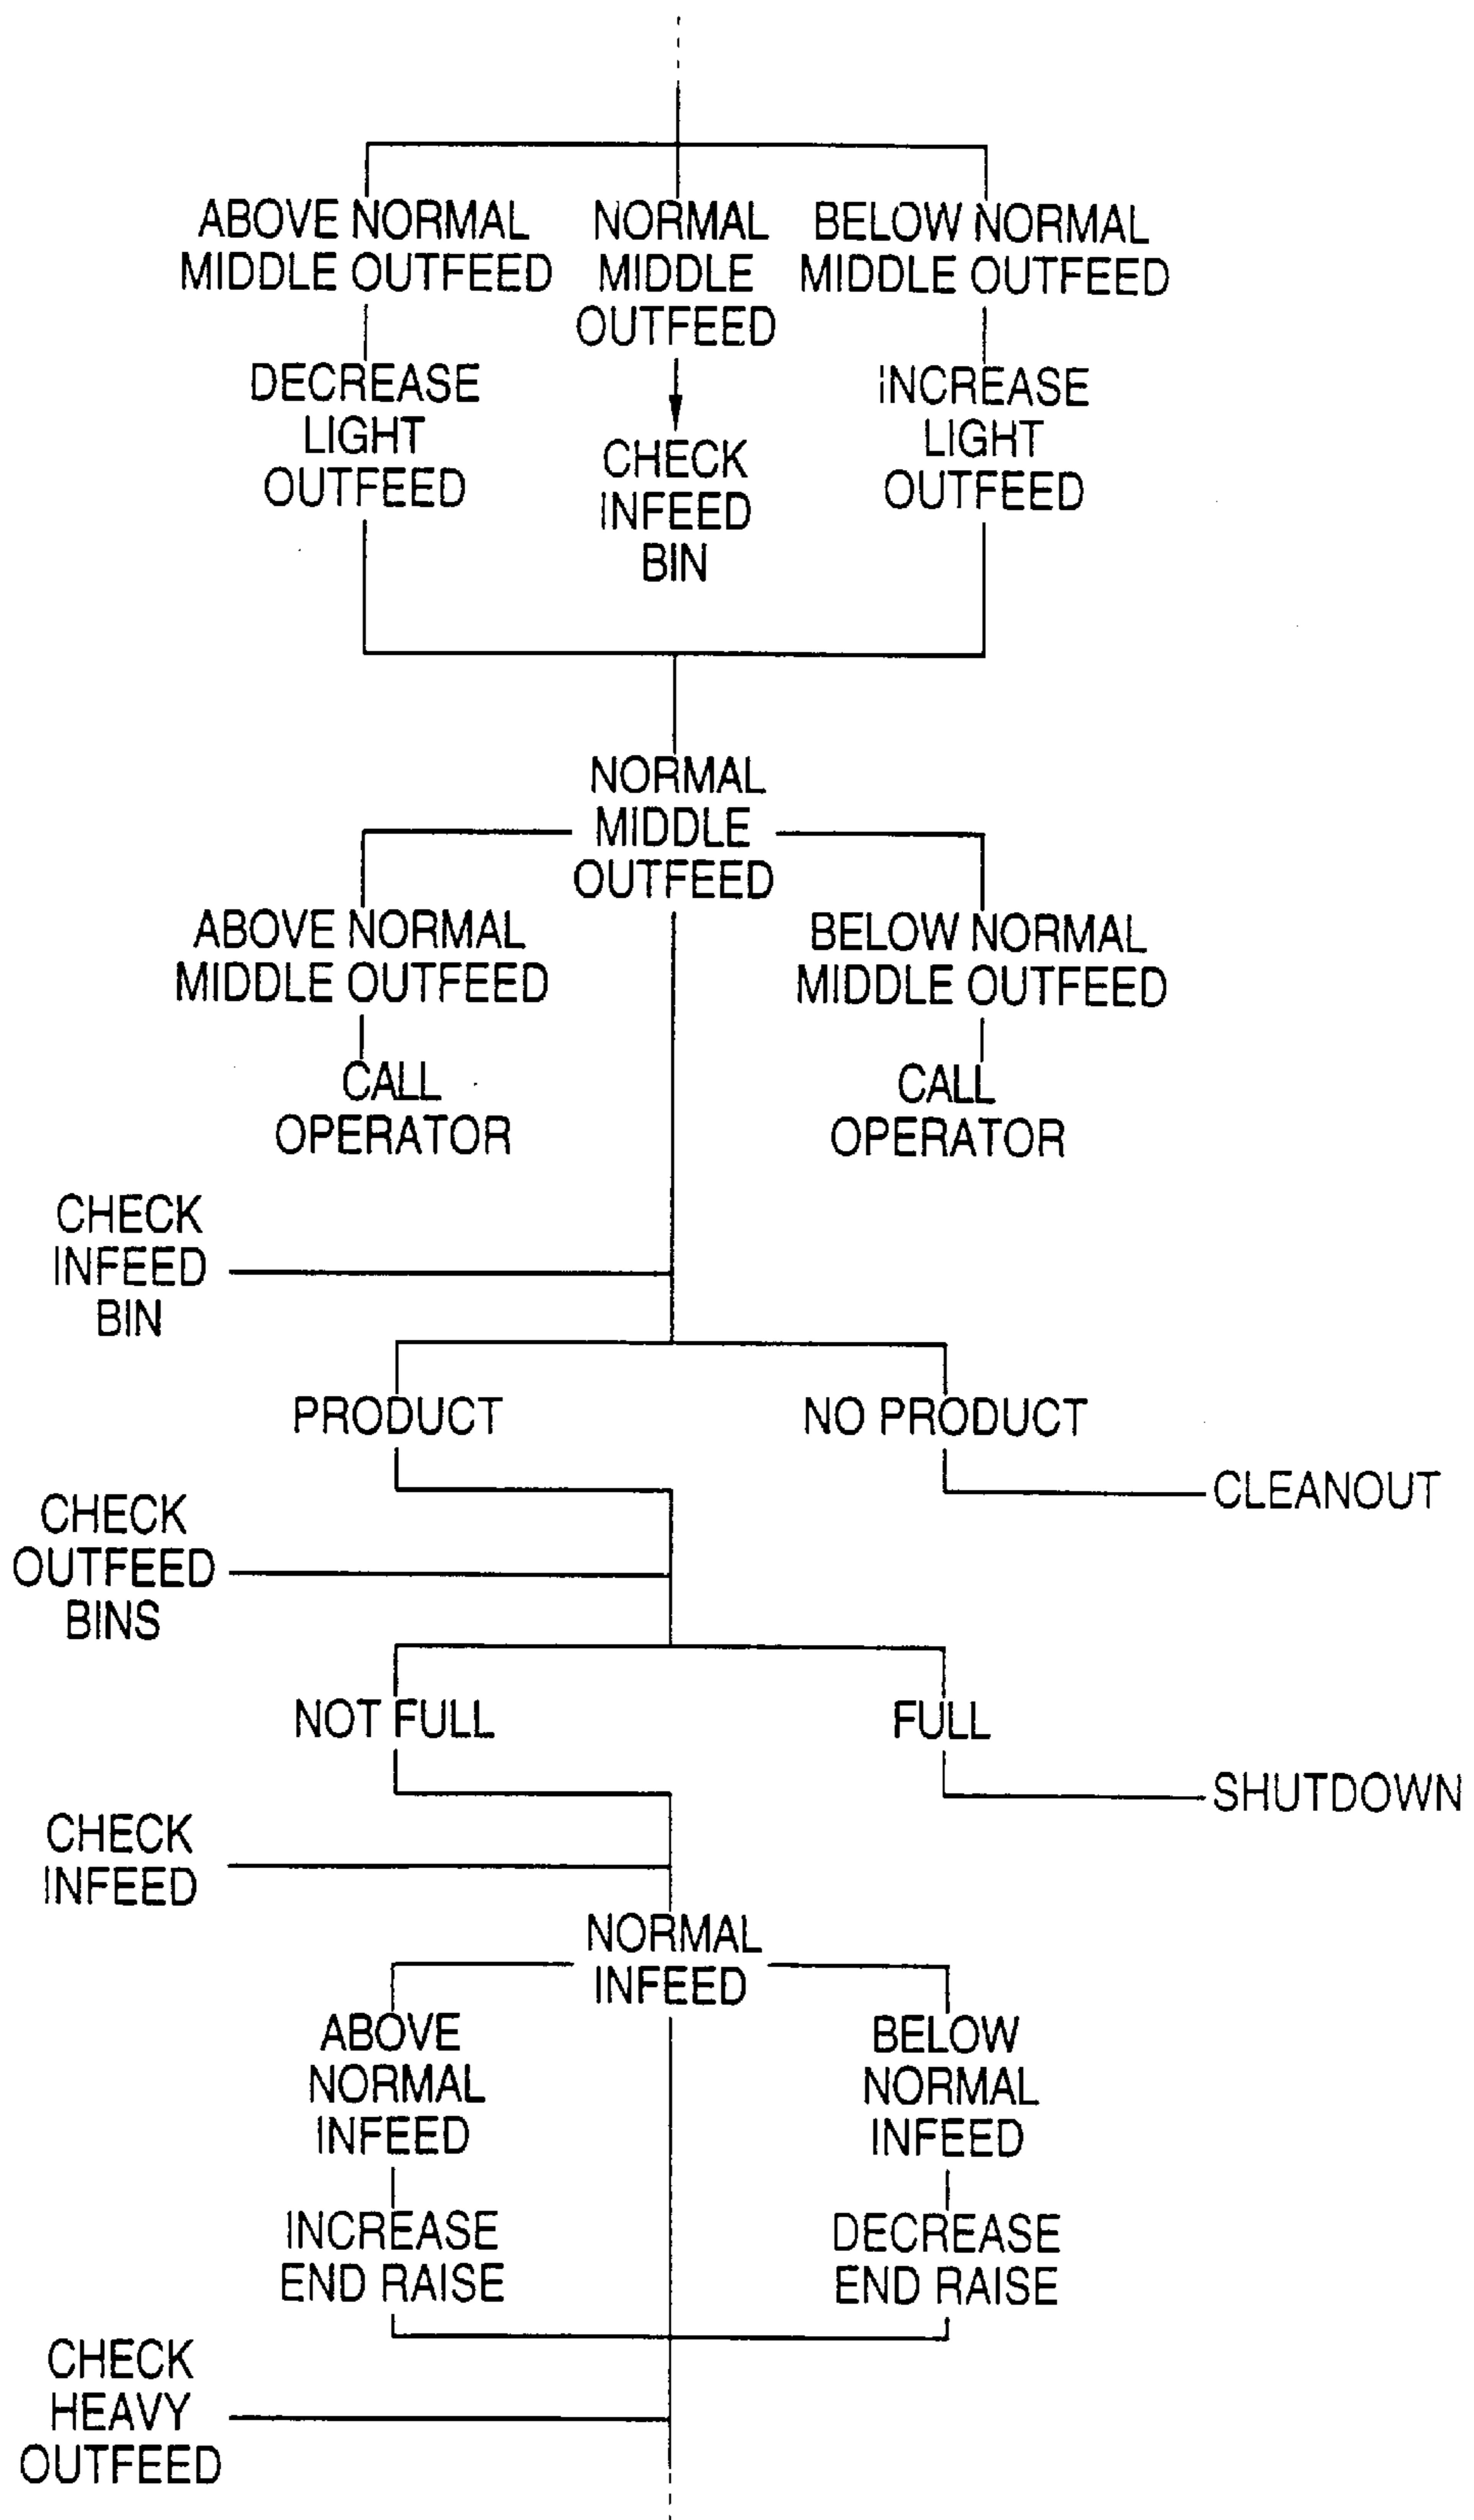 ABOVE NORMAL
MIDDLE OUTFEED
NORMAL
MIDDLE
OUTFEED
BELOW NORMAL
MIDDLE OUTFEED
DECREASE
LIGHT
OUTFEED
CHECK
INFEED
BIN
INCREASE
LIGHT
OUTFEED
NORMAL
MIDDLE
OUTFEED
ABOVE NORMAL
MIDDLE OUTFEED
BELOW NORMAL
MIDDLE OUTFEED
CALL
OPERATOR
CALL
OPERATOR
CHECK
INFEED
BIN
PRODUCT
NO PRODUCT
CLEANOUT
CHECK
OUTFEED
BINS
NOT FULL
FULL
SHUTDOWN
CHECK
INFEED
NORMAL
INFEED
ABOVE
NORMAL
INFEED
BELOW
NORMAL
INFEED
INCREASE
END RAISE
DECREASE
END RAISE
CHECK
HEAVY
OUTFEED